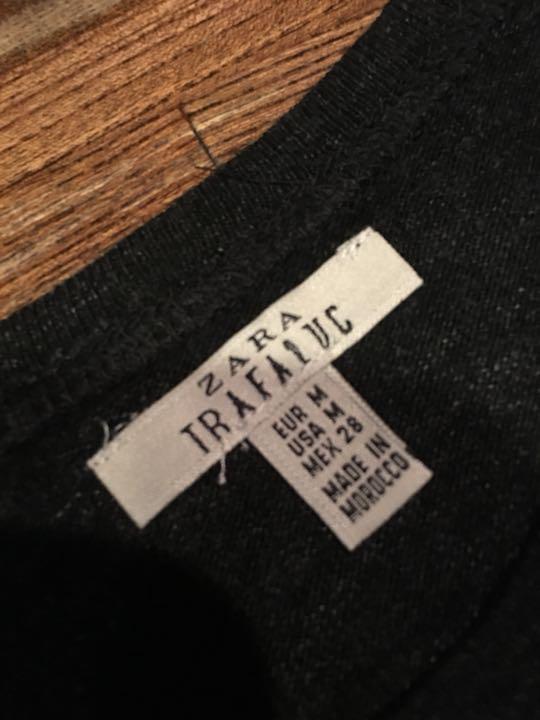 ZARA
TRAFALUC
EUR M
USA M
MEX 28
MADE IN
MOROCCO